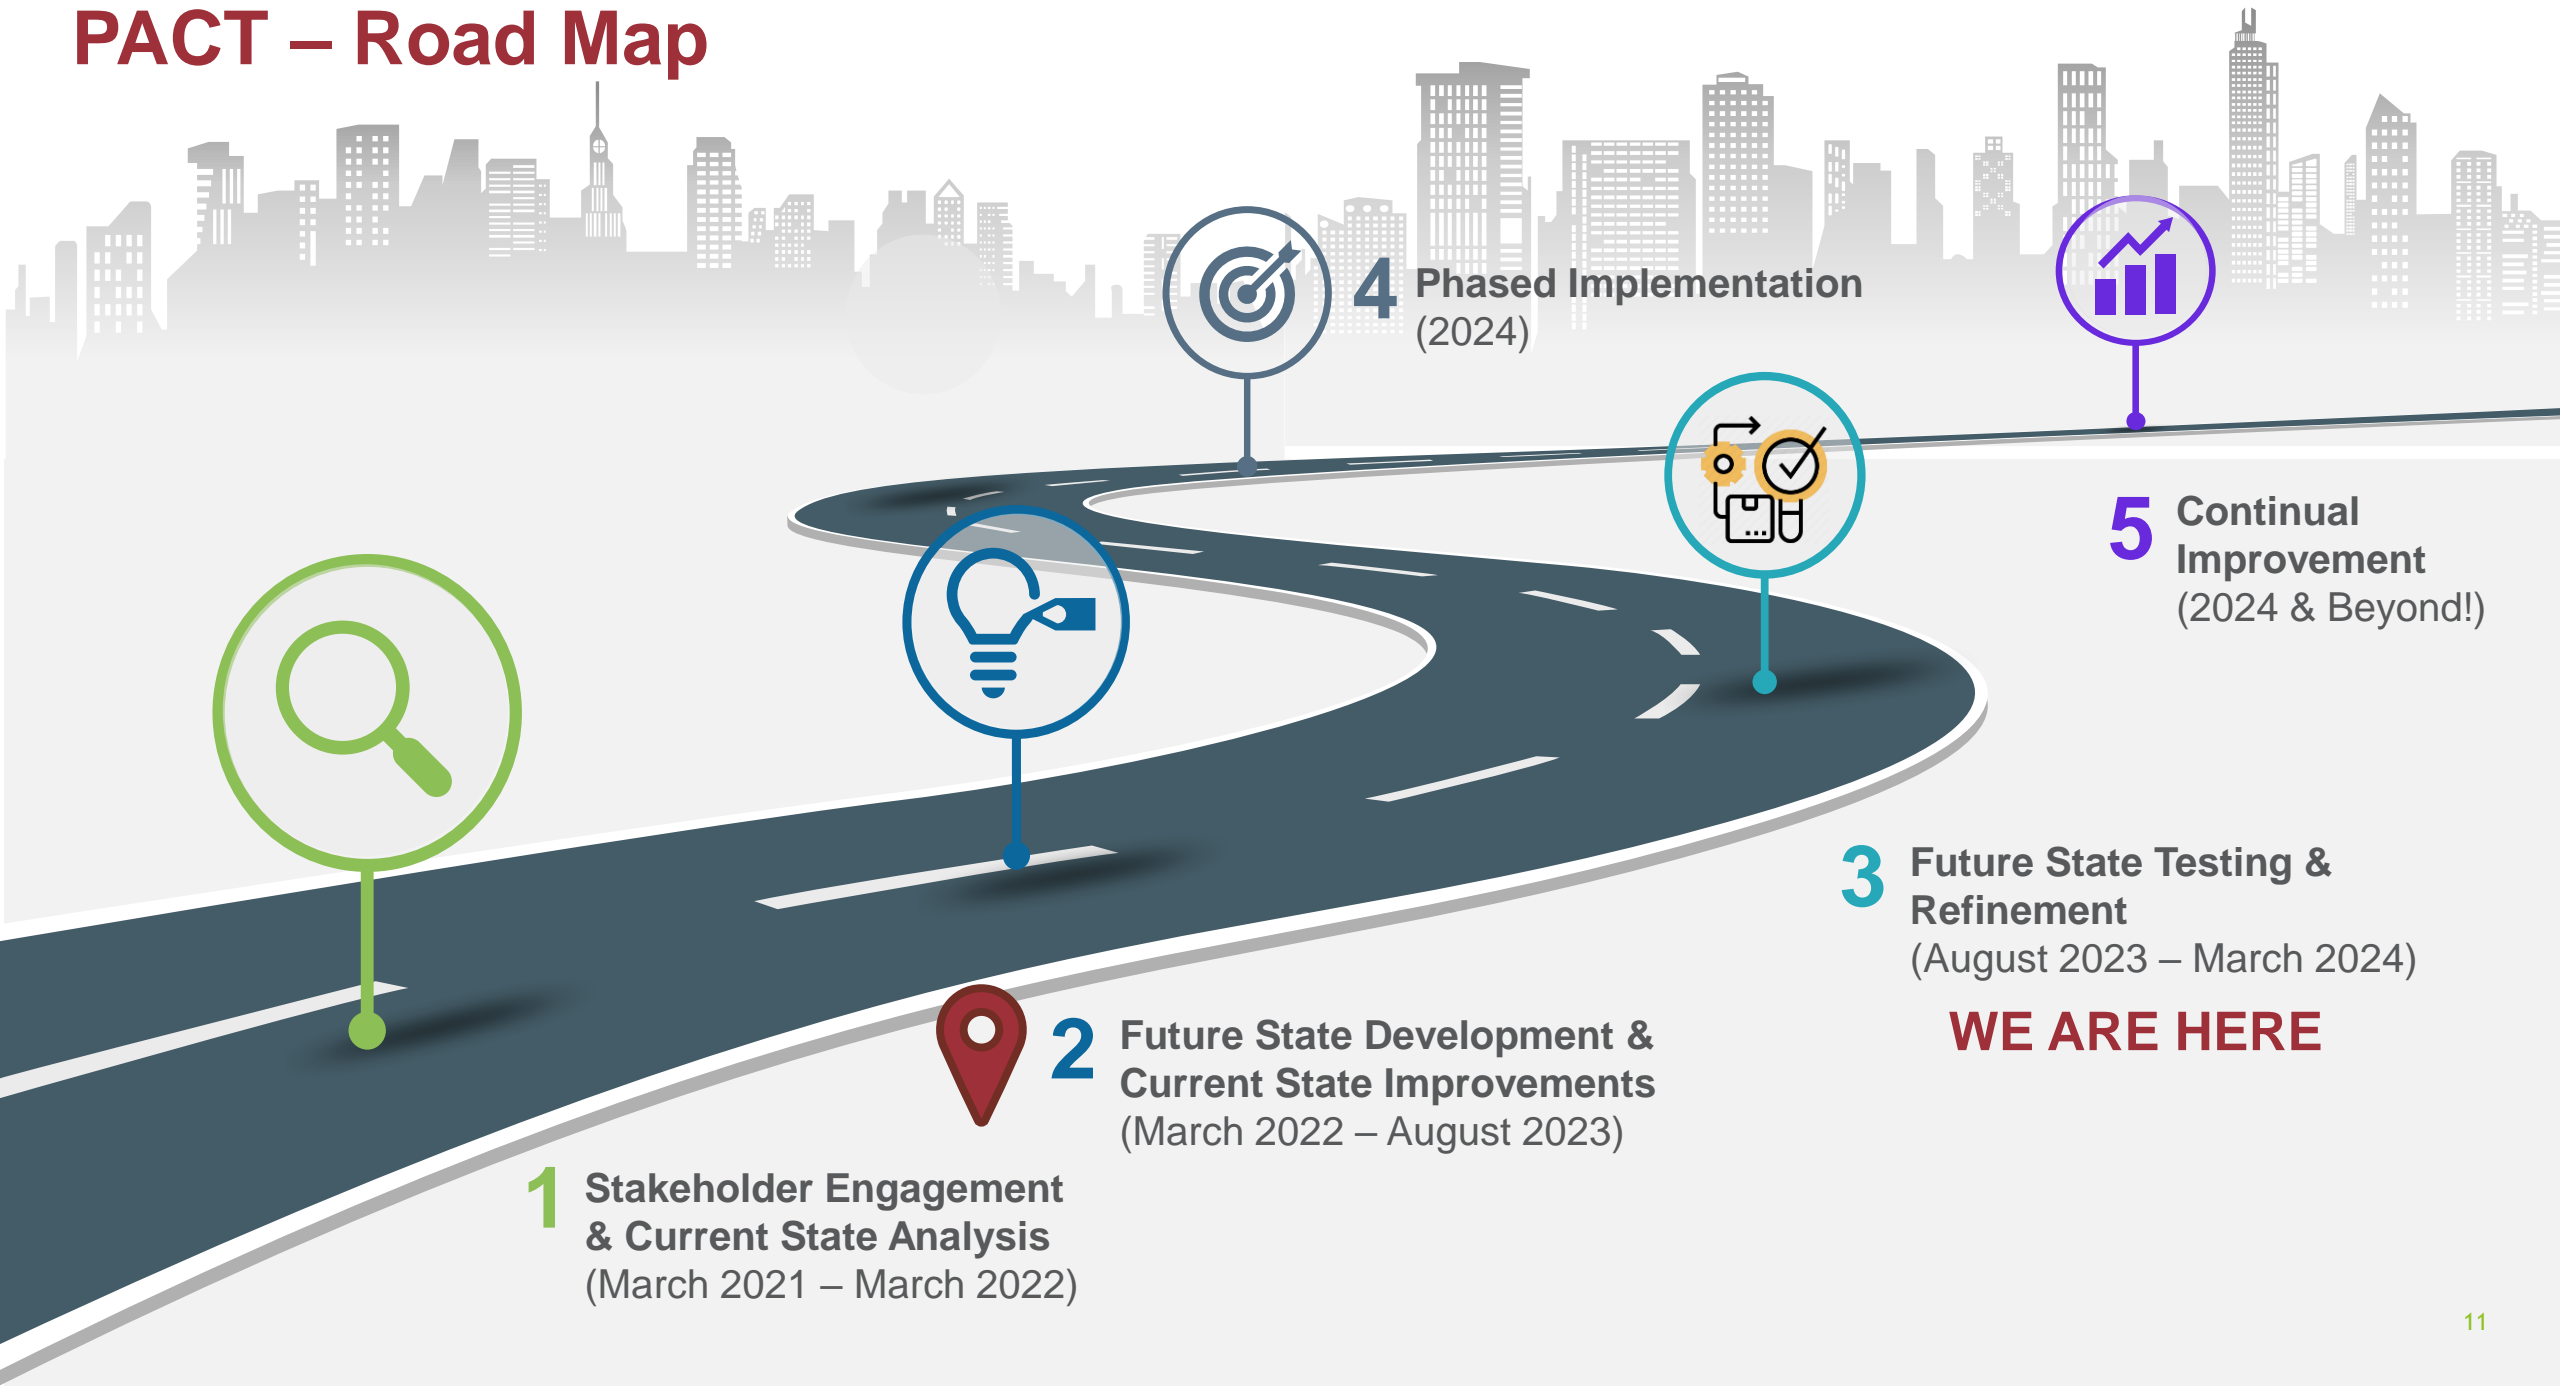 PACT – Road Map
4
Phased Implementation
(2024)
5
Continual
Improvement
(2024 & Beyond!)
3
Future State Testing &
Refinement
(August 2023 – March 2024)
WE ARE HERE
2
Future State Development &
Current State Improvements
(March 2022 – August 2023)
1
Stakeholder Engagement
& Current State Analysis
(March 2021 – March 2022)
11